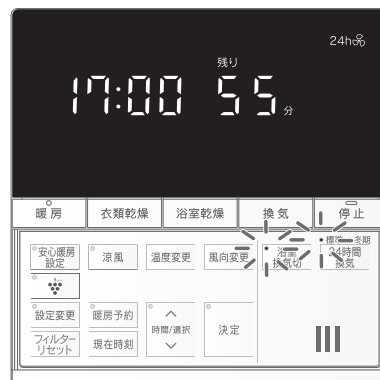 24h
残り
17:00 55分
暖房 衣類乾燥 浴室乾燥 換気 停止
標準 冬期
安心暖房設定 涼風 温度変更 風向変更 浴室換気切 24時間換気
設定変更 暖房予約 時間/選択 決定
フィルターリセット 現在時刻